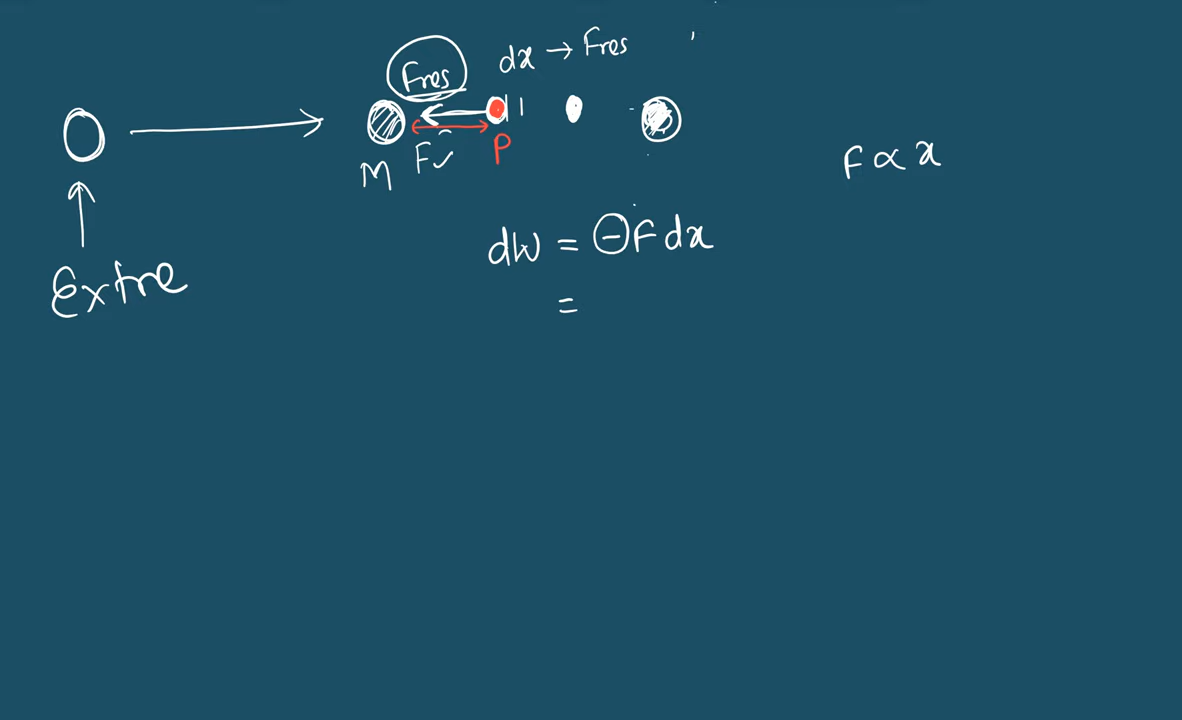 dx → Fres
Fres
M
F
P
F ∝ x
dW = ⊖F dx
=
Extre